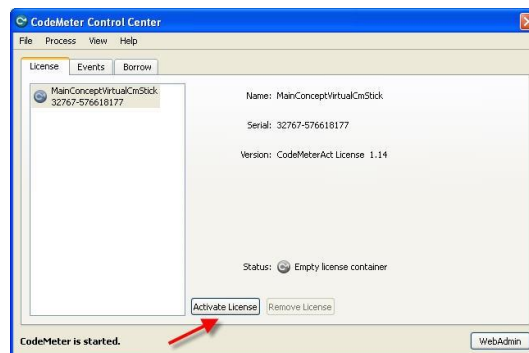 CodeMeter Control Center
File Process View Help
License Events Borrow
MainConceptVirtualCmStick
32767-576618177
Name: MainConceptVirtualCmStick
Serial: 32767-576618177
Version: CodeMeterAct License 1.14
Status: Empty license container
Activate License Remove License
CodeMeter is started. WebAdmin